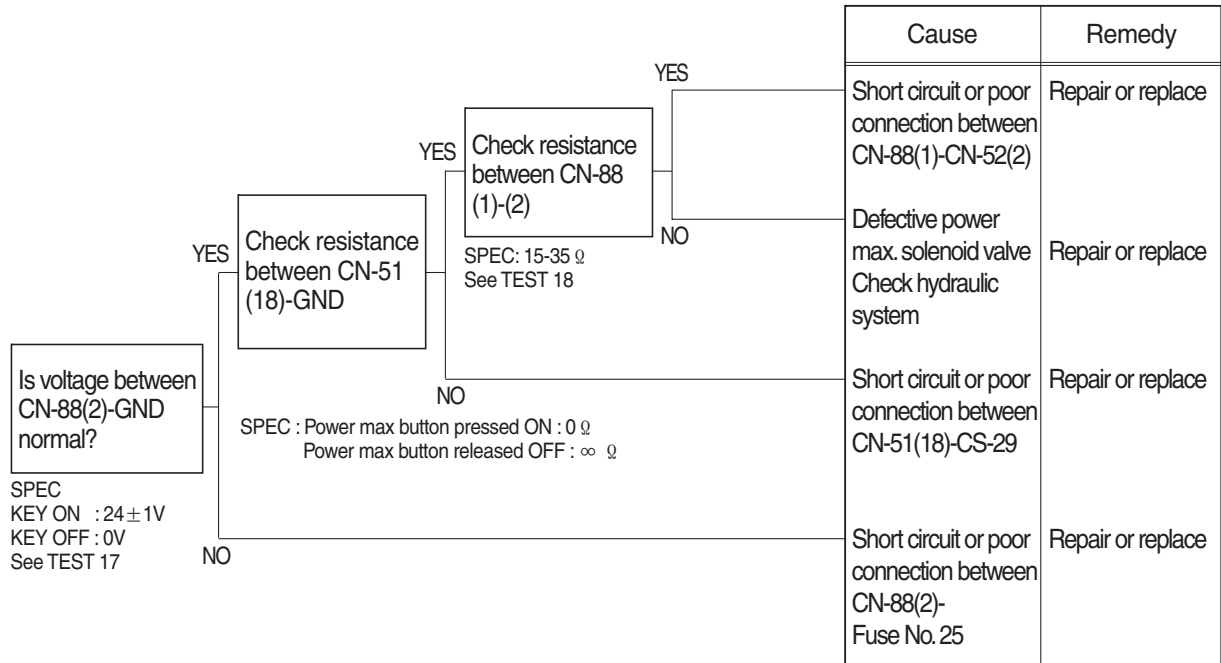 Cause
Remedy
YES
Short circuit or poor
connection between
CN-88(1)-CN-52(2)
Repair or replace
YES
Check resistance
between CN-88
(1)-(2)
NO
SPEC: 15-35 Ω
See TEST 18
Defective power
max. solenoid valve
Check hydraulic
system
Repair or replace
YES
Check resistance
between CN-51
(18)-GND
NO
SPEC : Power max button pressed ON : 0 Ω
Power max button released OFF : ∞ Ω
Short circuit or poor
connection between
CN-51(18)-CS-29
Repair or replace
Is voltage between
CN-88(2)-GND
normal?
SPEC
KEY ON : 24±1V
KEY OFF : 0V
See TEST 17
NO
Short circuit or poor
connection between
CN-88(2)-
Fuse No. 25
Repair or replace